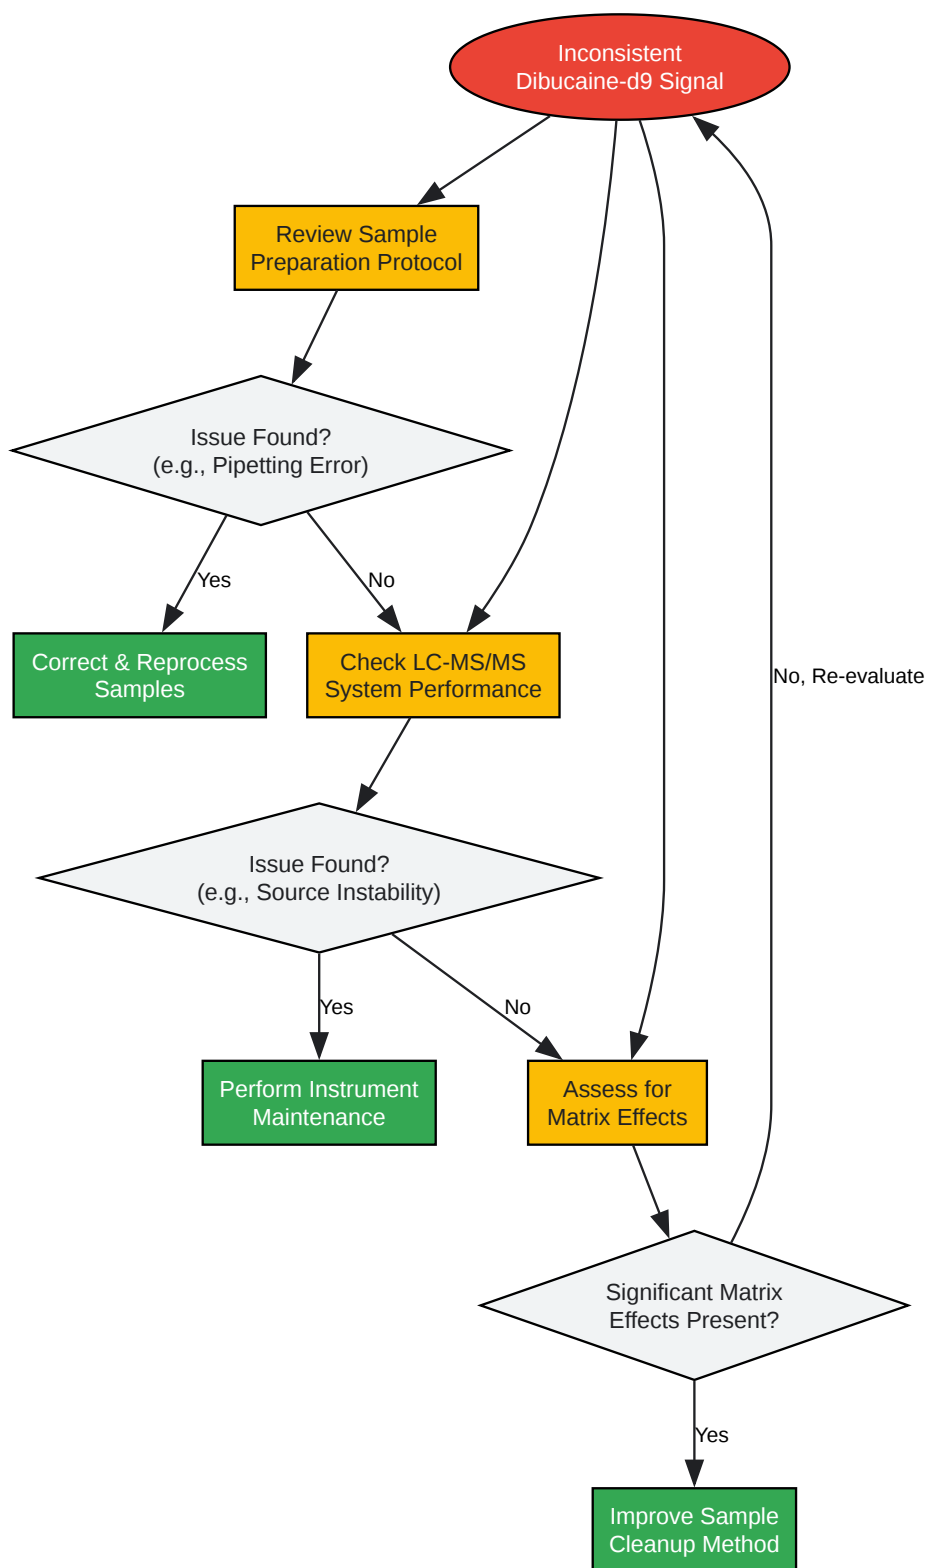 Inconsistent
Dibucaine-d9 Signal
Review Sample
Preparation Protocol
Issue Found?
(e.g., Pipetting Error)
Yes
No
Correct & Reprocess
Samples
Check LC-MS/MS
System Performance
No, Re-evaluate
Issue Found?
(e.g., Source Instability)
Yes
No
Perform Instrument
Maintenance
Assess for
Matrix Effects
Significant Matrix
Effects Present?
Yes
Improve Sample
Cleanup Method